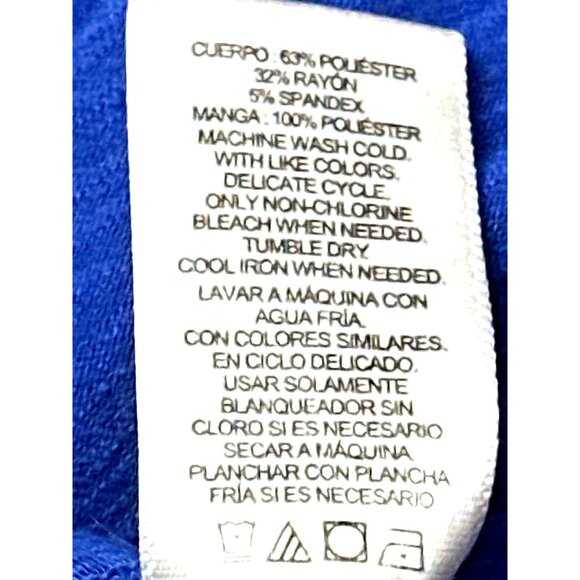 CUERPO : 63% POLIÉSTER
32% RAYÓN
5% SPANDEX
MANGA : 100% POLIÉSTER
MACHINE WASH COLD.
WITH LIKE COLORS.
DELICATE CYCLE.
ONLY NON-CHLORINE
BLEACH WHEN NEEDED.
TUMBLE DRY.
COOL IRON WHEN NEEDED.
LAVAR A MÁQUINA CON
AGUA FRÍA.
CON COLORES SIMILARES.
EN CICLO DELICADO.
USAR SOLAMENTE
BLANQUEADOR SIN
CLORO SI ES NECESARIO
SECAR A MÁQUINA
PLANCHAR CON PLANCHA
FRÍA SI ES NECESARIO